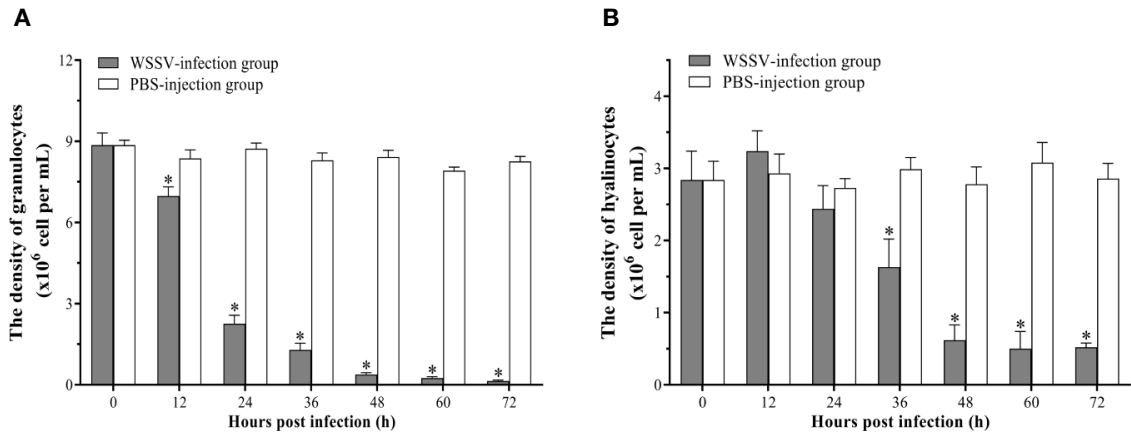 A
The density of granulocytes
(x10⁶ cell per mL)
12
9
6
3
0
WSSV-infection group
PBS-injection group
*
*
*
*
*
*
0 12 24 36 48 60 72
Hours post infection (h)
B
The density of hyalinocytes
(x10⁶ cell per mL)
4
3
2
1
0
WSSV-infection group
PBS-injection group
*
*
*
*
0 12 24 36 48 60 72
Hours post infection (h)